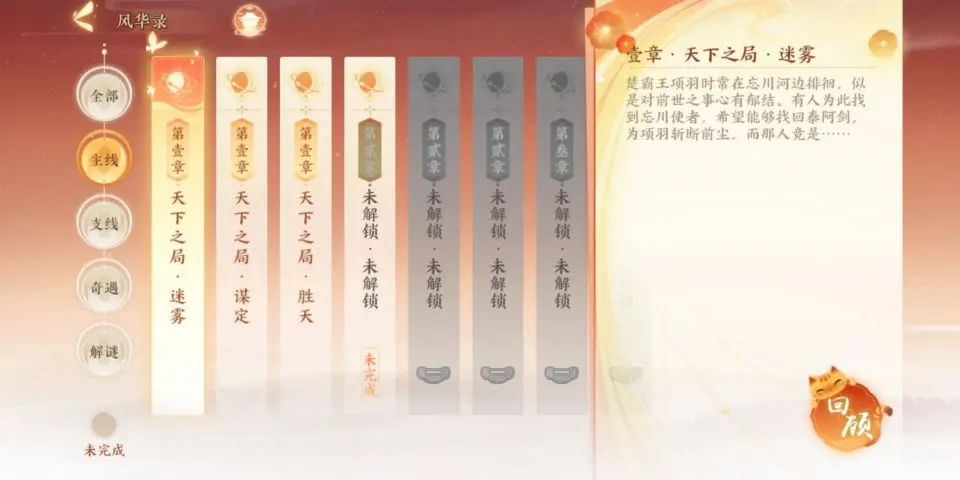 风华录
全部
主线
支线
奇遇
解谜
未完成
第壹章
天下之局·迷雾
第壹章
天下之局·谋定
第壹章
天下之局·胜天
第贰章
未解锁·未解锁
未完成
第贰章
未解锁·未解锁
第贰章
未解锁·未解锁
第叁章
未解锁·未解锁
壹章·天下之局·迷雾
楚霸王项羽时常在忘川河边徘徊，似
是对前世之事心有郁结。有人为此找
到忘川使者，希望能够找回泰阿剑，
为项羽斩断前尘，而那人竟是……
回顾